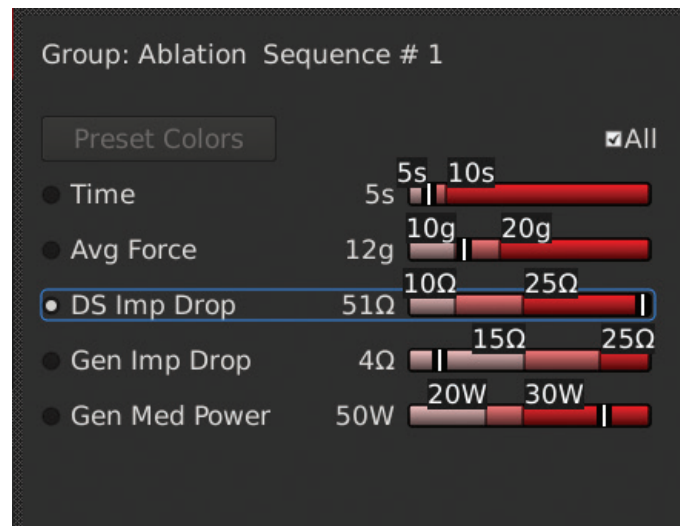 Group: Ablation Sequence # 1
Preset Colors All
5s 10s
Time 5s
10g 20g
Avg Force 12g
10Ω 25Ω
DS Imp Drop 51Ω
15Ω 25Ω
Gen Imp Drop 4Ω
20W 30W
Gen Med Power 50W